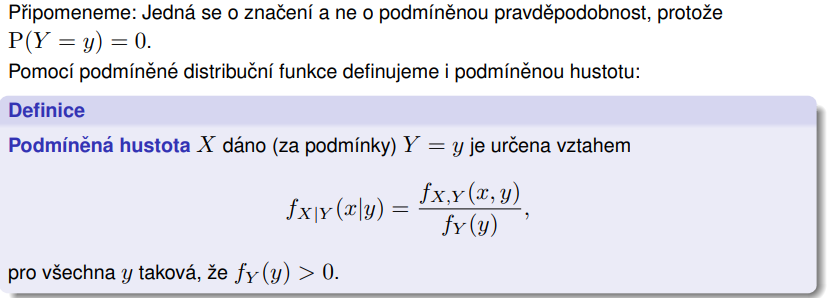 Připomeneme: Jedná se o značení a ne o podmíněnou pravděpodobnost, protože
P(Y = y) = 0.
Pomocí podmíněné distribuční funkce definujeme i podmíněnou hustotu:
Definice
Podmíněná hustota X dáno (za podmínky) Y = y je určena vztahem
f_{X|Y}(x|y) = \frac{f_{X,Y}(x, y)}{f_Y(y)},
pro všechna y taková, že f_Y(y) > 0.